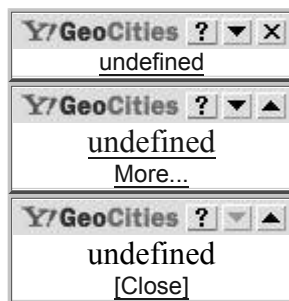 Y! GeoCities ?
undefined
Y! GeoCities ?
undefined
More...
Y! GeoCities ?
undefined
[Close]